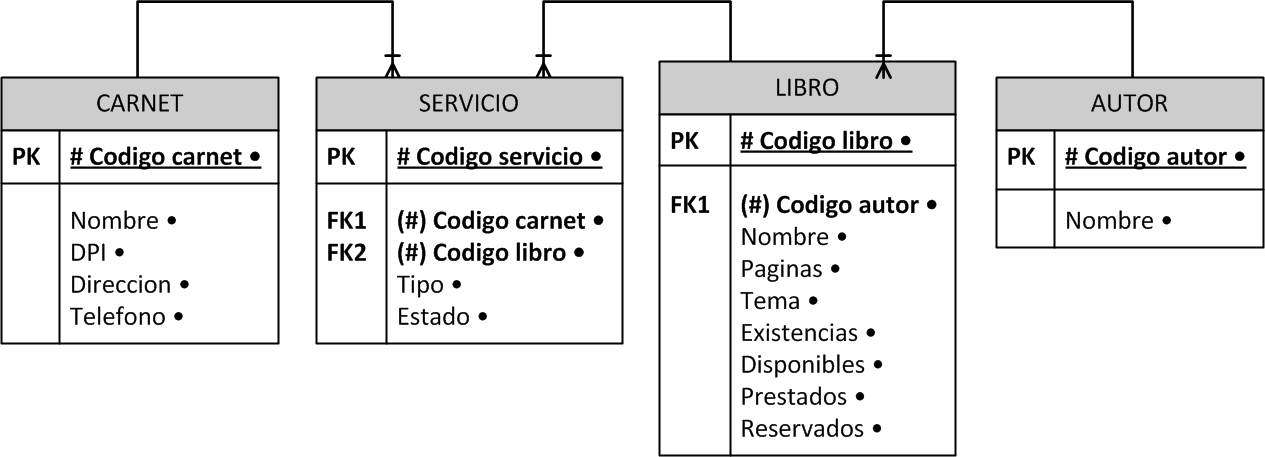 CARNET
PK # Codigo carnet •
Nombre •
DPI •
Direccion •
Telefono •
SERVICIO
PK # Codigo servicio •
FK1 (#) Codigo carnet •
FK2 (#) Codigo libro •
Tipo •
Estado •
LIBRO
PK # Codigo libro •
FK1 (#) Codigo autor •
Nombre •
Paginas •
Tema •
Existencias •
Disponibles •
Prestados •
Reservados •
AUTOR
PK # Codigo autor •
Nombre •